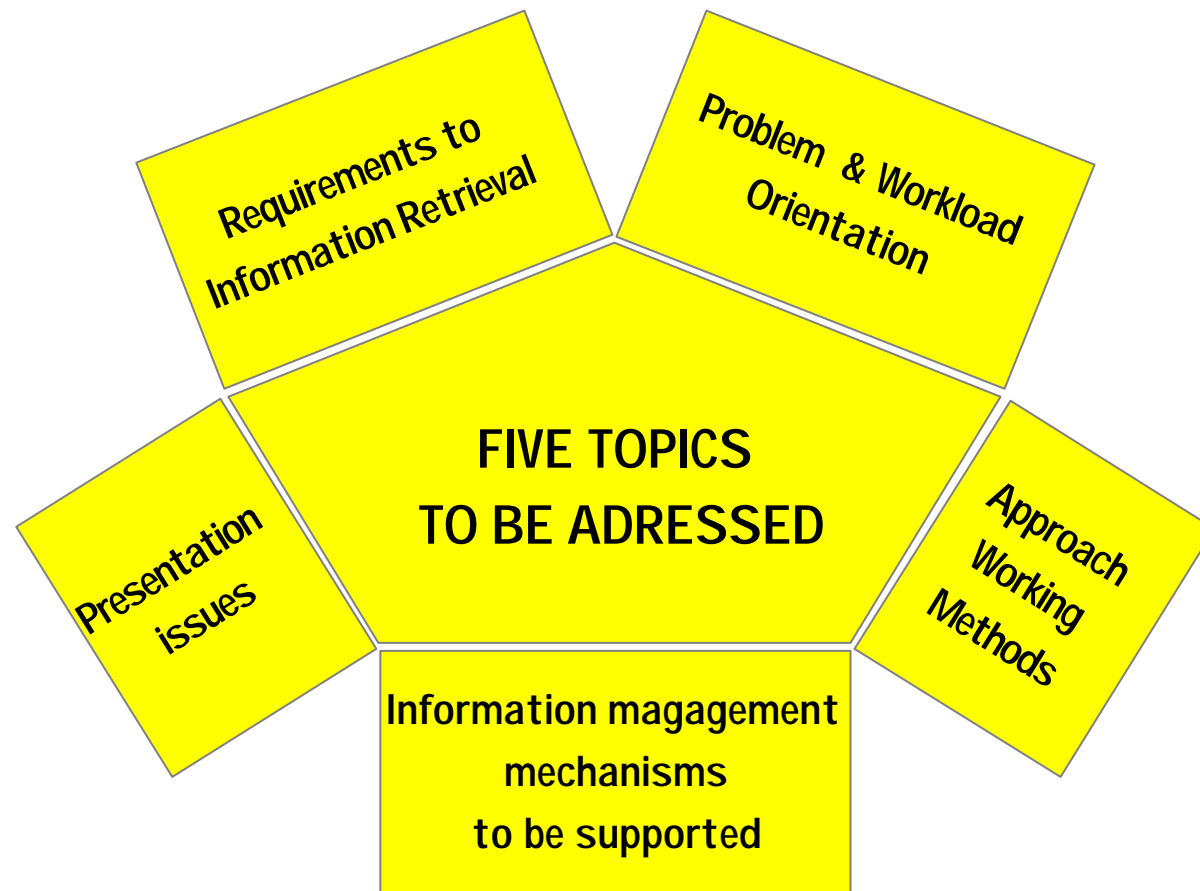 Requirements to
Information Retrieval
Problem & Workload
Orientation
FIVE TOPICS
TO BE ADRESSED
Presentation
issues
Approach
Working
Methods
Information magagement
mechanisms
to be supported